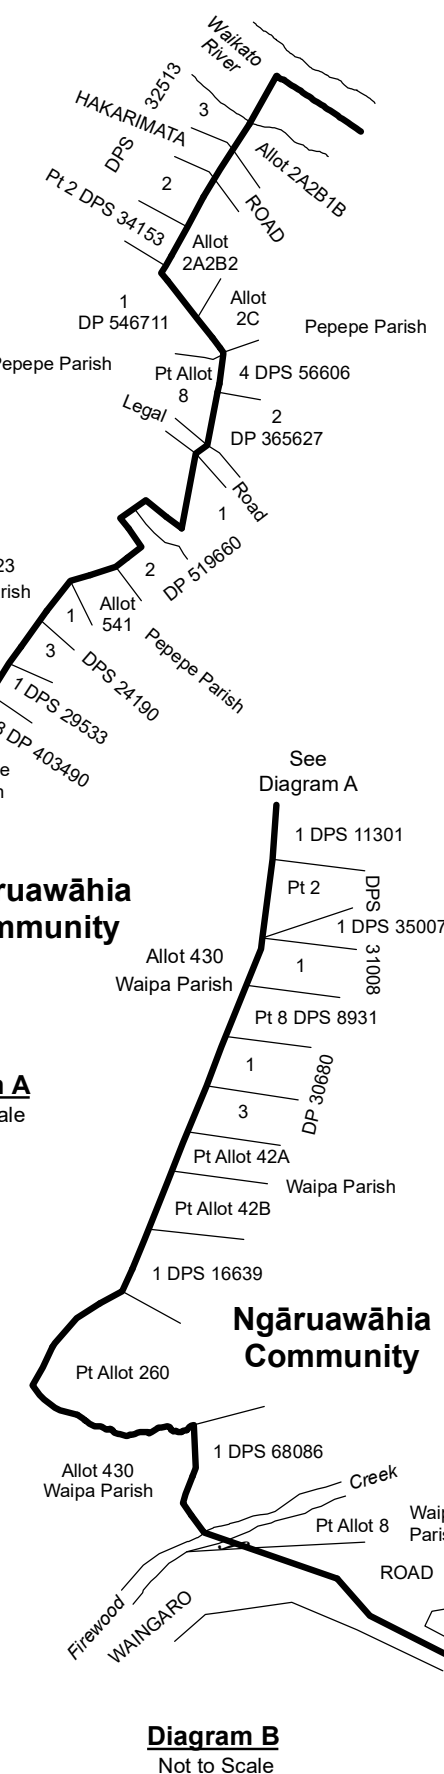 Waikato
River
32513
3
HAKARIMATA
DPS
Allot 2A2B1B
2
ROAD
Pt 2 DPS 34153
Allot
2A2B2
1
DP 546711
Allot
2C
Pepepe Parish
Pepepe Parish
Pt Allot
8
4 DPS 56606
Legal
2
DP 365627
Road
1
DP 519660
2
23
rish
Allot
541
1
Pepepe Parish
3
DPS 24190
1 DPS 29533
DP 403490
See
Diagram A
1 DPS 11301
Pt 2
DPS
ruawāhia
mmunity
1 DPS 35007
Allot 430
Waipa Parish
1
31008
Pt 8 DPS 8931
1
DP 30680
A
ale
3
Pt Allot 42A
Waipa Parish
Pt Allot 42B
1 DPS 16639
Ngāruawāhia
Community
Pt Allot 260
1 DPS 68086
Allot 430
Waipa Parish
Creek
Pt Allot 8
Waip
Paris
ROAD
Firewood
WAINGARO
Diagram B
Not to Scale